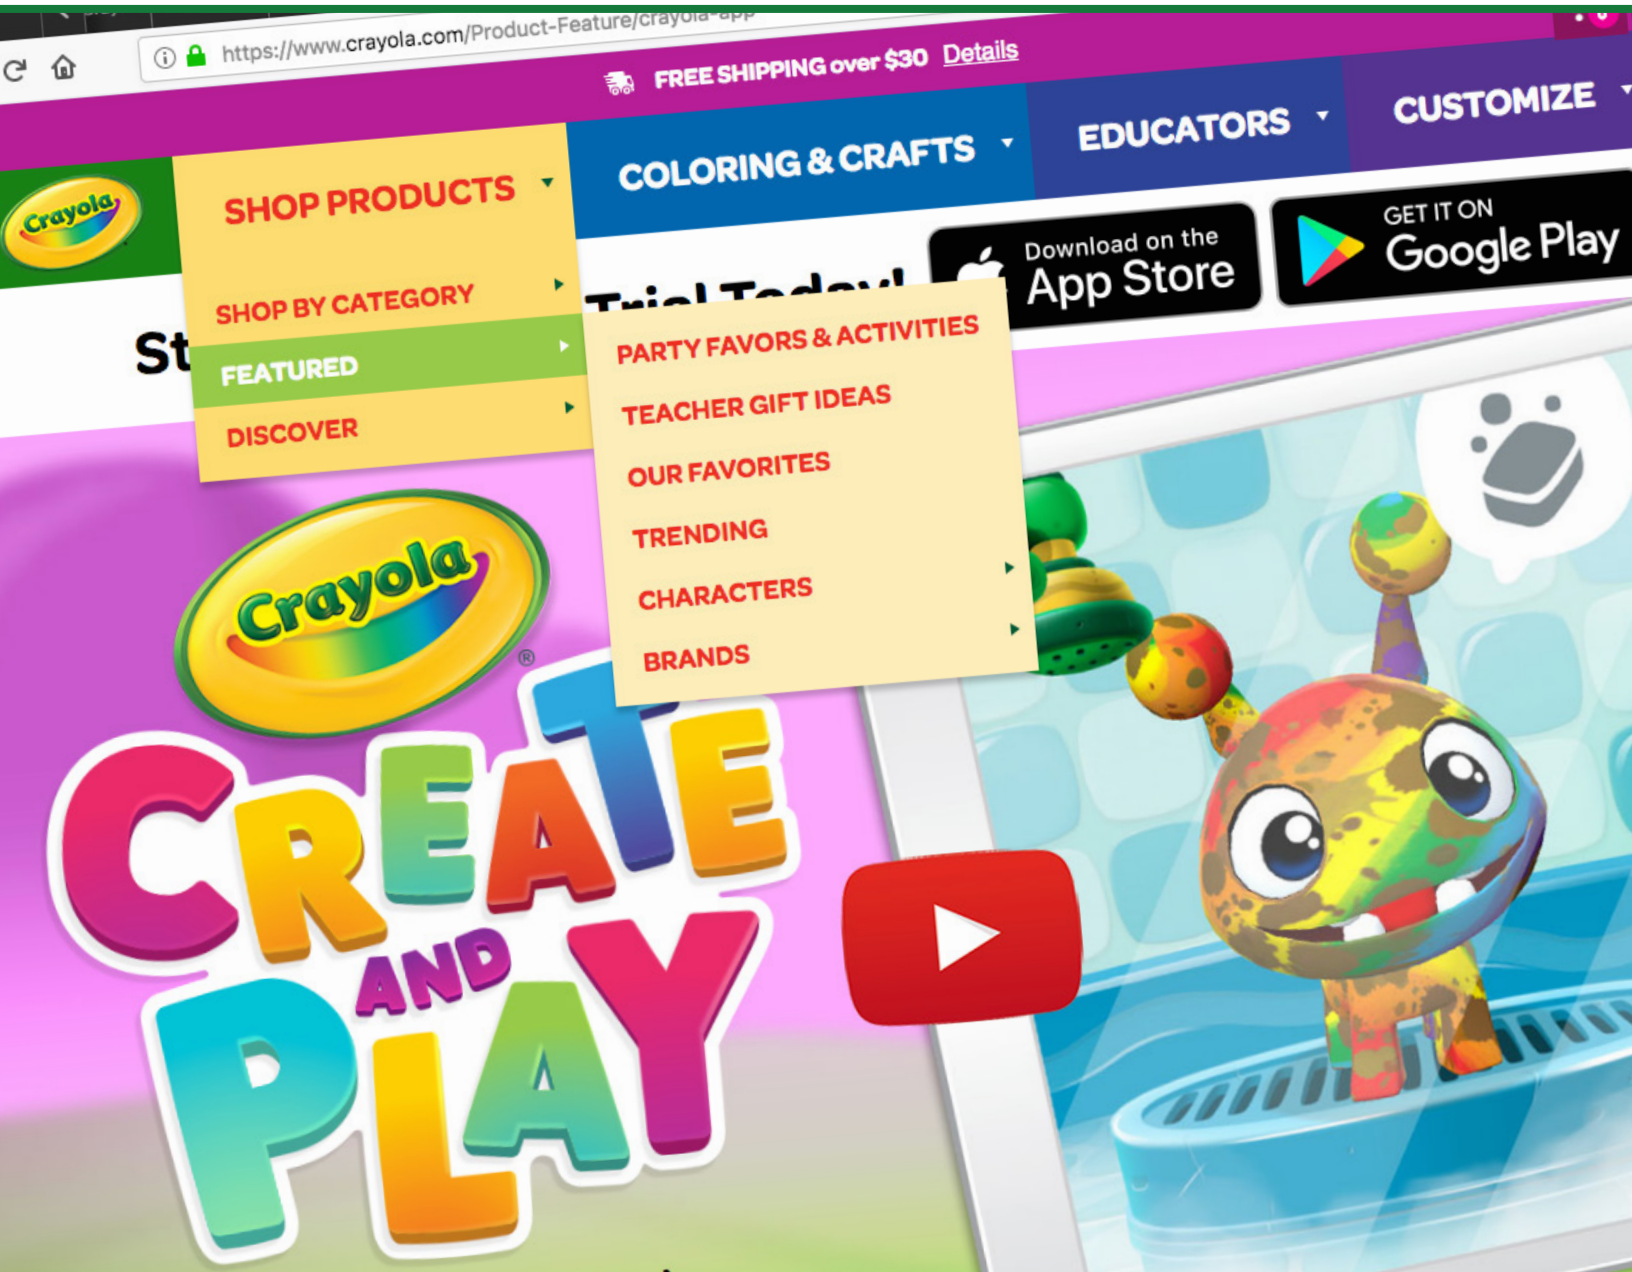 https://www.crayola.com/Product-Feature/crayola-app
FREE SHIPPING over $30 Details
Crayola
SHOP PRODUCTS
COLORING & CRAFTS
EDUCATORS
CUSTOMIZE
Trial Today!
Download on the
App Store
GET IT ON
Google Play
SHOP BY CATEGORY
FEATURED
DISCOVER
PARTY FAVORS & ACTIVITIES
TEACHER GIFT IDEAS
OUR FAVORITES
TRENDING
CHARACTERS
BRANDS
Crayola
®
CREATE
AND
PLAY